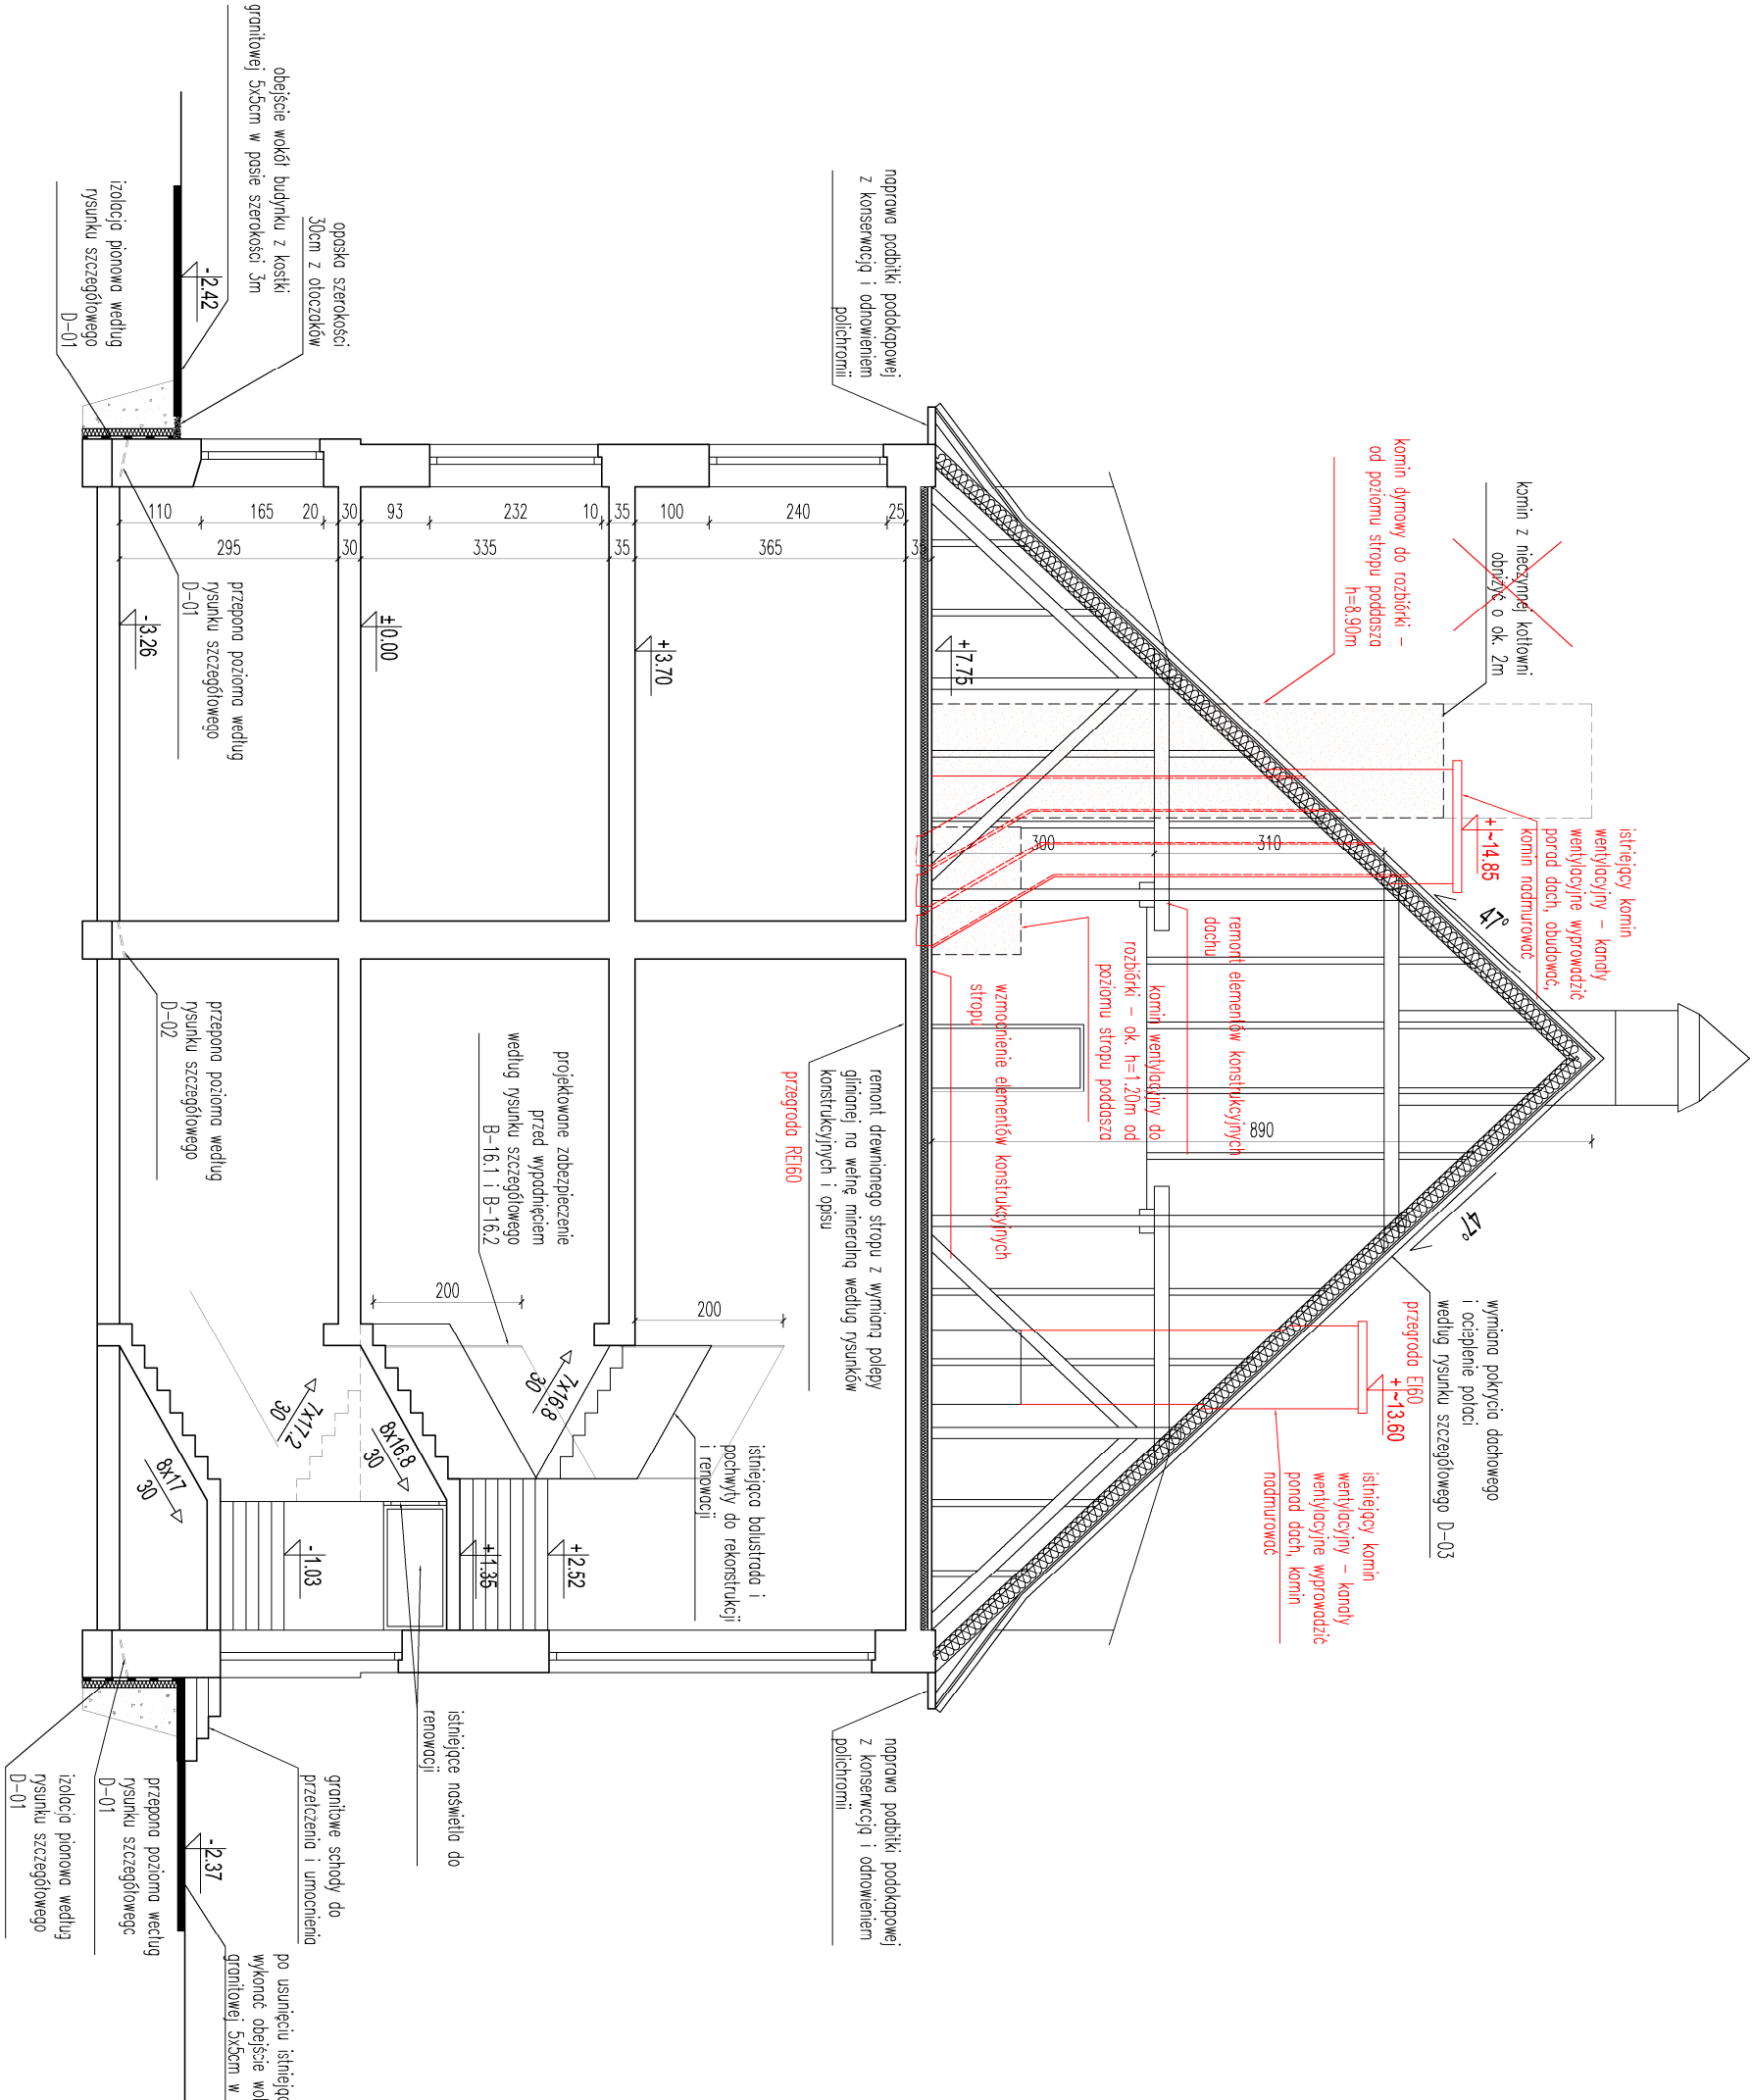 obejście wokół budynku z kostki
granitowej 5x5cm w pasie szerokości 3m
opaska szerokości
30cm z otoczaków
izolacja pionowa według
rysunku szczegółowego
D-01
-2.42
naprawa podbitki podokapowej
z konserwacją i odnowieniem
polichromii
komin z nieczynnej kotłowni
obniżyć o ok. 2m
komin dymowy do rozbiórki -
od poziomu stropu poddasza
h=8.90m
istniejący komin
wentylacyjny - kanały
wentylacyjne wyprowadzić
ponad dach, obudować,
komin nadmurować
+~14.85
47°
47°
wymiana pokrycia dachowego
i ocieplenie połaci
według rysunku szczegółowego D-03
przegroda EI60
+~13.60
istniejący komin
wentylacyjny - kanały
wentylacyjne wyprowadzić
ponad dach, komin
nadmurować
300
310
890
remont elementów konstrukcyjnych
dachu
komin wentylacyjny do
rozbiórki - ok. h=1.20m od
poziomu stropu poddasza
wzmocnienie elementów konstrukcyjnych
stropu
+7.75
+3.70
±0.00
-3.26
110
165
20
30
93
232
10
35
100
240
25
295
30
335
35
365
remont drewnianego stropu z wymianą polepy
glinianej na wełnę mineralną według rysunków
konstrukcyjnych i opisu
przegroda REI60
projektowane zabezpieczenie
przed wypadnięciem
według rysunku szczegółowego
B-16.1 i B-16.2
200
200
przepona pozioma według
rysunku szczegółowego
D-01
przepona pozioma według
rysunku szczegółowego
D-02
7x16.8
30
8x16.8
30
7x17.2
30
8x17
30
+2.52
+1.35
-1.03
istniejąca balustrada i
pochwyty do rekonstrukcji
i renowacji
naprawa podbitki podokapowej
z konserwacją i odnowieniem
polichromii
istniejące naświetla do
renowacji
granitowe schody do
przełożenia i umocnienia
-2.37
przepona pozioma według
rysunku szczegółowego
D-01
izolacja pionowa według
rysunku szczegółowego
D-01
po usunięciu
wykonać obejście
granitowej 5x5cm w